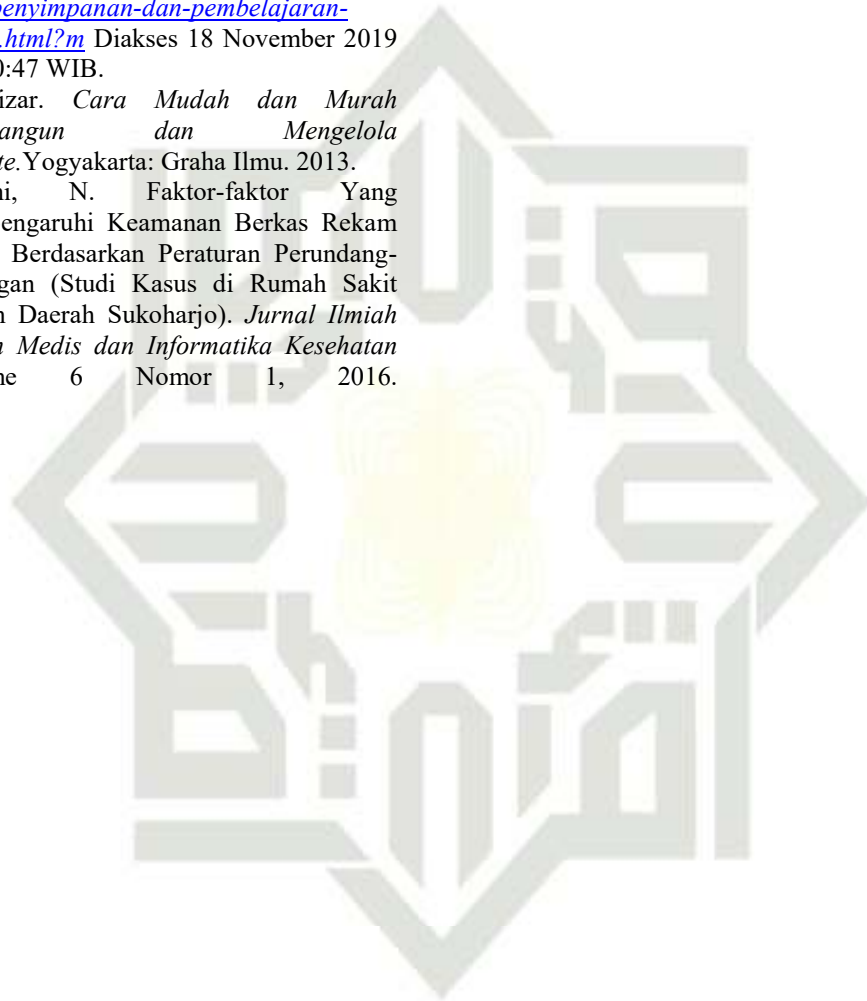 penyimpanan-dan-pembelajaran-
.html?m Diakses 18 November 2019
0:47 WIB.
izar. Cara Mudah dan Murah
angun dan Mengelola
te.Yogyakarta: Graha Ilmu. 2013.
ni, N. Faktor-faktor Yang
engaruhi Keamanan Berkas Rekam
Berdasarkan Peraturan Perundang-
gan (Studi Kasus di Rumah Sakit
n Daerah Sukoharjo). Jurnal Ilmiah
n Medis dan Informatika Kesehatan
ne 6 Nomor 1, 2016.